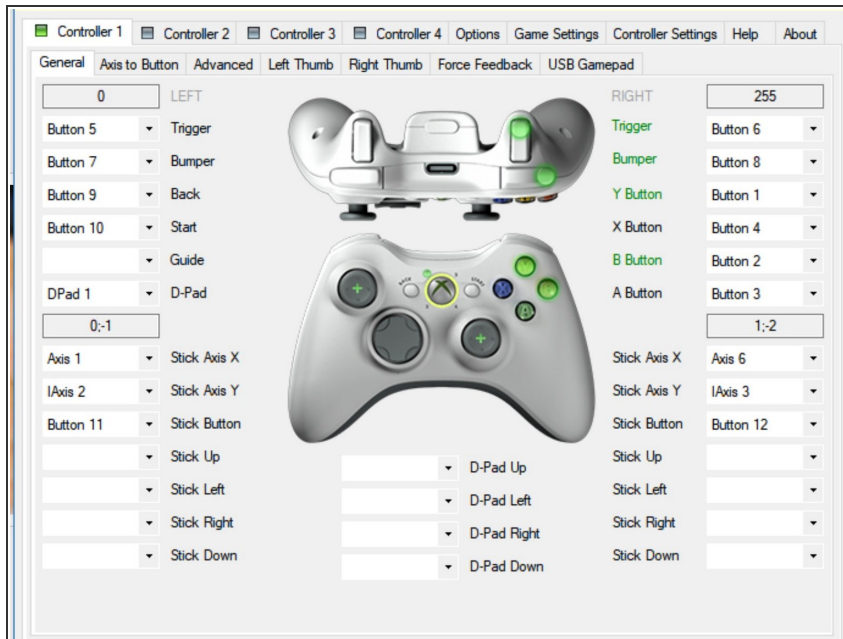 Controller 1 Controller 2 Controller 3 Controller 4 Options Game Settings Controller Settings Help About
General Axis to Button Advanced Left Thumb Right Thumb Force Feedback USB Gamepad
0 LEFT RIGHT 255
Button 5 Trigger Trigger Button 6
Button 7 Bumper Bumper Button 8
Button 9 Back Y Button Button 1
Button 10 Start X Button Button 4
Guide B Button Button 2
DPad 1 D-Pad A Button Button 3
BACK START
Y
X B
A
0;-1 1;-2
Axis 1 Stick Axis X Stick Axis X Axis 6
IAxis 2 Stick Axis Y Stick Axis Y IAxis 3
Button 11 Stick Button Stick Button Button 12
Stick Up D-Pad Up Stick Up
Stick Left D-Pad Left Stick Left
Stick Right D-Pad Right Stick Right
Stick Down D-Pad Down Stick Down